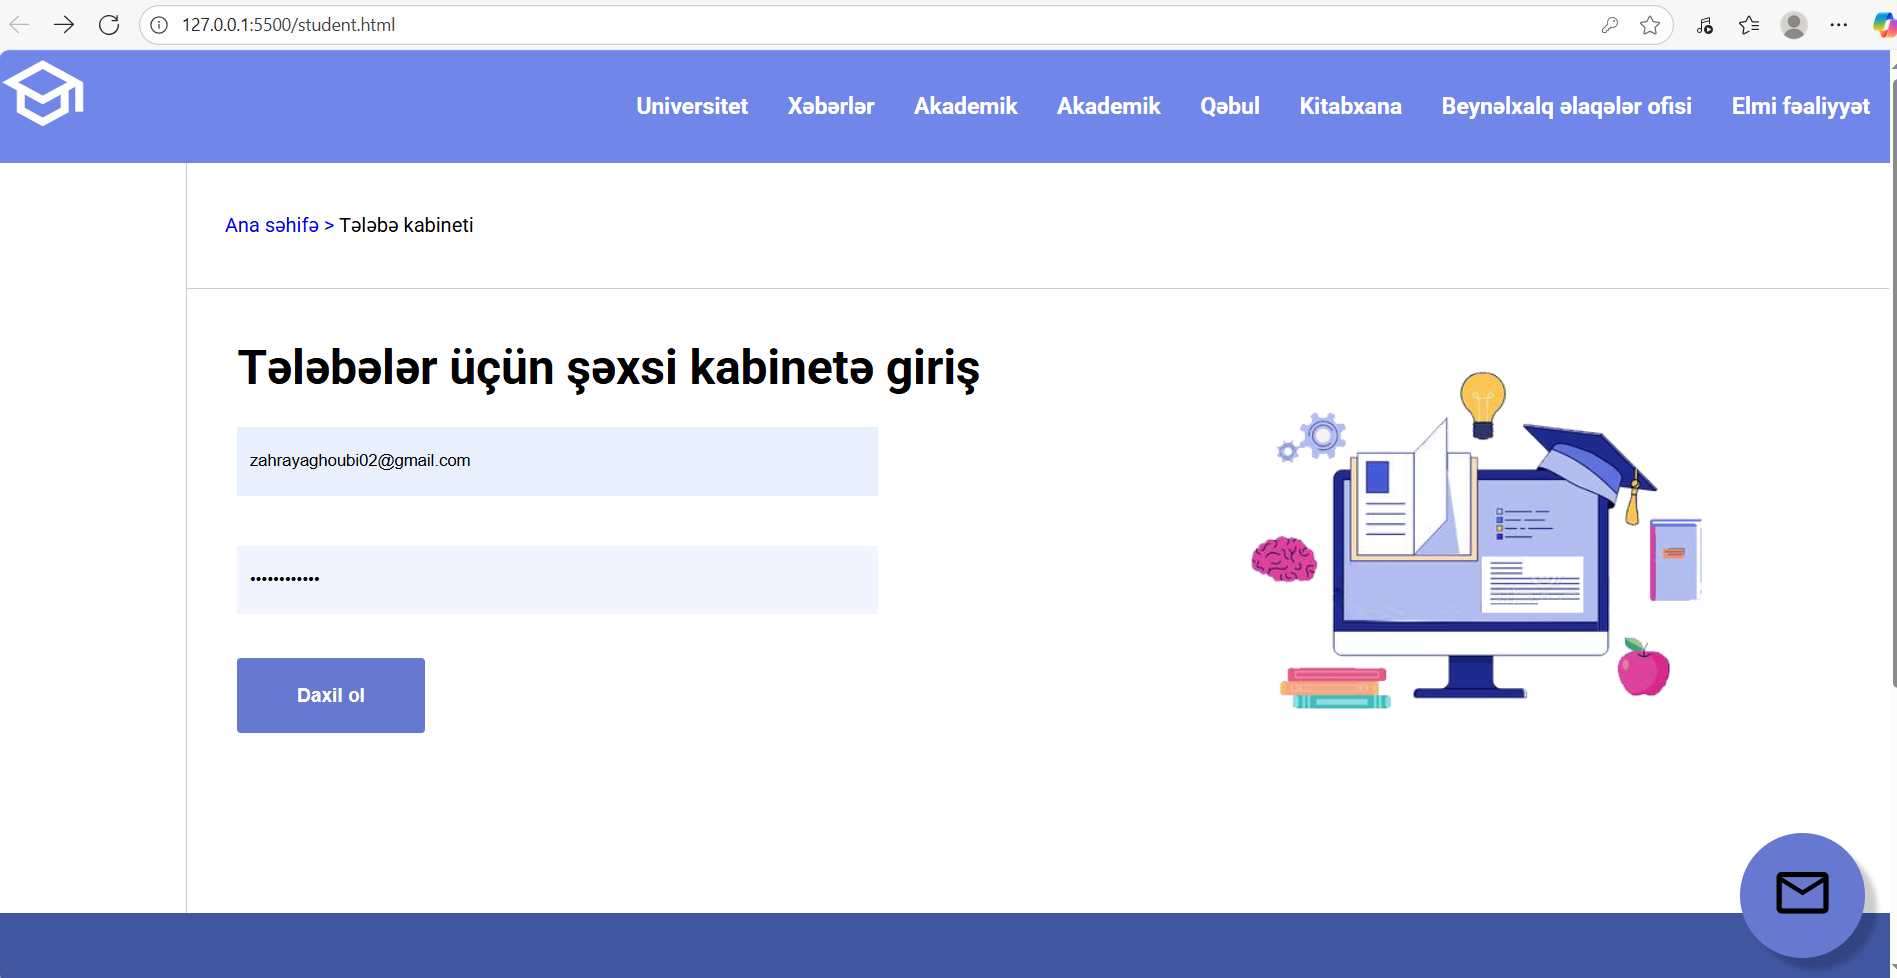 127.0.0.1:5500/student.html
Universitet Xəbərlər Akademik Akademik Qəbul Kitabxana Beynəlxalq əlaqələr ofisi Elmi fəaliyyət
Ana səhifə > Tələbə kabineti
Tələbələr üçün şəxsi kabinetə giriş
zahrayaghoubi02@gmail.com
••••••••••••
Daxil ol